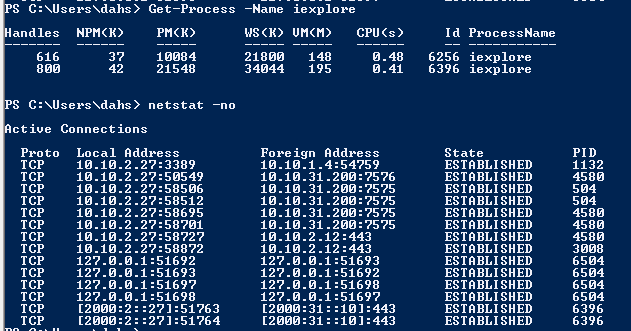 PS C:\Users\dahs> Get-Process -Name iexplore
Handles NPM(K) PM(K) WS(K) VM(M) CPU(s) Id ProcessName
------- ------ ----- ----- ----- ------ -- -----------
616 37 10084 21800 148 0.48 6256 iexplore
800 42 21548 34044 195 0.41 6396 iexplore
PS C:\Users\dahs> netstat -no
Active Connections
Proto Local Address Foreign Address State PID
TCP 10.10.2.27:3389 10.10.1.4:54759 ESTABLISHED 1132
TCP 10.10.2.27:50549 10.10.31.200:7576 ESTABLISHED 4580
TCP 10.10.2.27:58506 10.10.31.200:7575 ESTABLISHED 504
TCP 10.10.2.27:58512 10.10.31.200:7575 ESTABLISHED 504
TCP 10.10.2.27:58695 10.10.31.200:7575 ESTABLISHED 4580
TCP 10.10.2.27:58701 10.10.31.200:7575 ESTABLISHED 4580
TCP 10.10.2.27:58727 10.10.2.12:443 ESTABLISHED 4580
TCP 10.10.2.27:58872 10.10.2.12:443 ESTABLISHED 3008
TCP 127.0.0.1:51692 127.0.0.1:51693 ESTABLISHED 6504
TCP 127.0.0.1:51693 127.0.0.1:51692 ESTABLISHED 6504
TCP 127.0.0.1:51697 127.0.0.1:51698 ESTABLISHED 6504
TCP 127.0.0.1:51698 127.0.0.1:51697 ESTABLISHED 6504
TCP [2000:2::27]:51763 [2000:31::10]:443 ESTABLISHED 6396
TCP [2000:2::27]:51764 [2000:31::10]:443 ESTABLISHED 6396